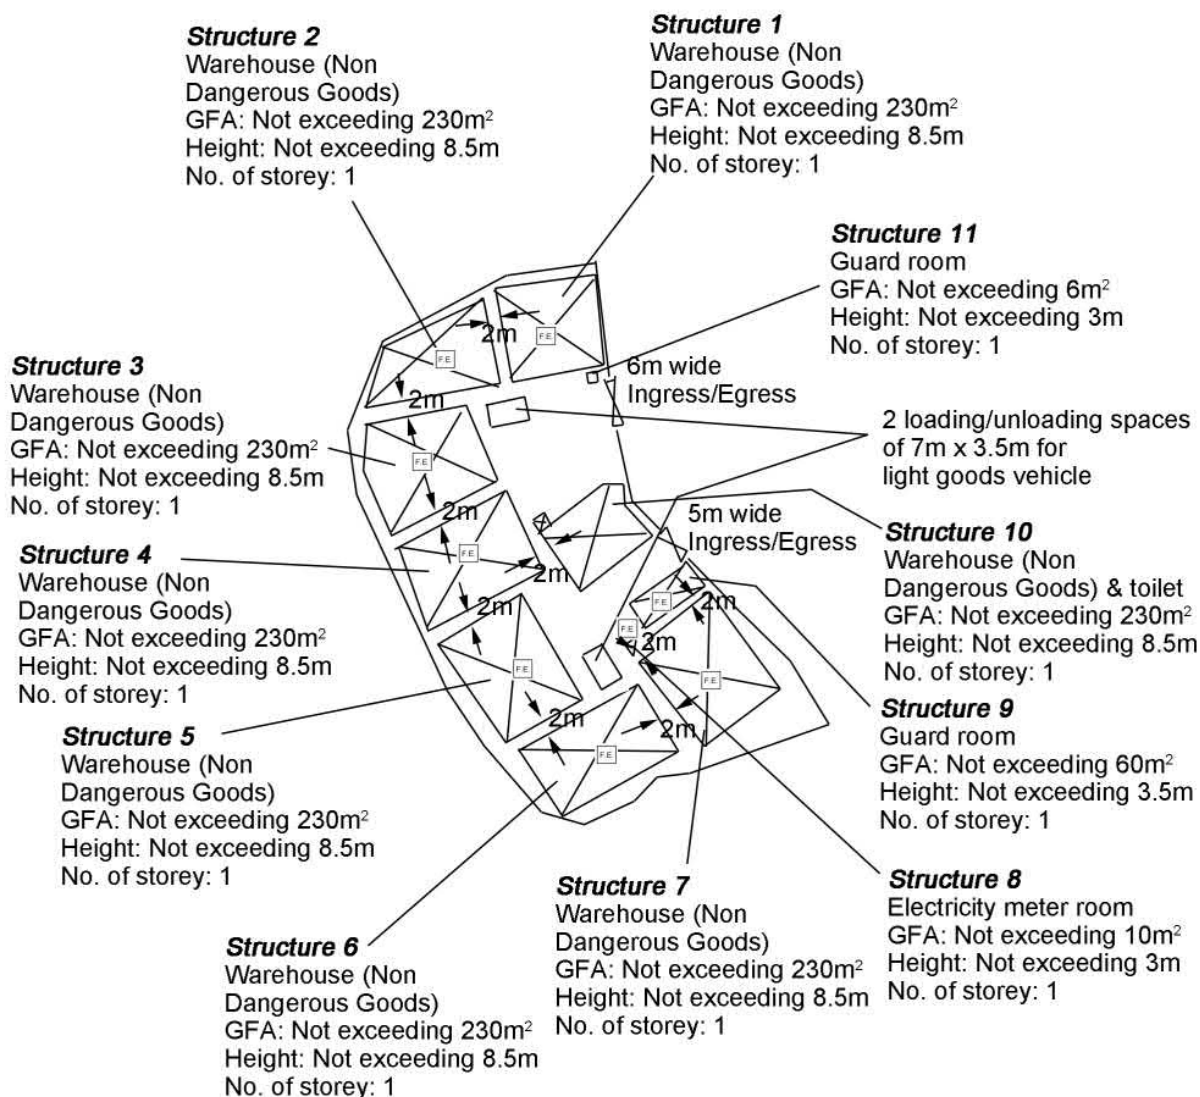 Structure 2
Warehouse (Non
Dangerous Goods)
GFA: Not exceeding 230m²
Height: Not exceeding 8.5m
No. of storey: 1
Structure 1
Warehouse (Non
Dangerous Goods)
GFA: Not exceeding 230m²
Height: Not exceeding 8.5m
No. of storey: 1
Structure 11
Guard room
GFA: Not exceeding 6m²
Height: Not exceeding 3m
No. of storey: 1
Structure 3
Warehouse (Non
Dangerous Goods)
GFA: Not exceeding 230m²
Height: Not exceeding 8.5m
No. of storey: 1
2m
F.E.
F.E.
2m
6m wide
Ingress/Egress
2 loading/unloading spaces
of 7m x 3.5m for
light goods vehicle
F.E.
2m
5m wide
Ingress/Egress
Structure 4
Warehouse (Non
Dangerous Goods)
GFA: Not exceeding 230m²
Height: Not exceeding 8.5m
No. of storey: 1
F.E.
2m
2m
Structure 10
Warehouse (Non
Dangerous Goods) & toilet
GFA: Not exceeding 230m²
Height: Not exceeding 8.5m
No. of storey: 1
F.E.
2m
F.E.
2m
F.E.
F.E.
Structure 5
Warehouse (Non
Dangerous Goods)
GFA: Not exceeding 230m²
Height: Not exceeding 8.5m
No. of storey: 1
2m
2m
F.E.
Structure 9
Guard room
GFA: Not exceeding 60m²
Height: Not exceeding 3.5m
No. of storey: 1
Structure 6
Warehouse (Non
Dangerous Goods)
GFA: Not exceeding 230m²
Height: Not exceeding 8.5m
No. of storey: 1
Structure 7
Warehouse (Non
Dangerous Goods)
GFA: Not exceeding 230m²
Height: Not exceeding 8.5m
No. of storey: 1
Structure 8
Electricity meter room
GFA: Not exceeding 10m²
Height: Not exceeding 3m
No. of storey: 1